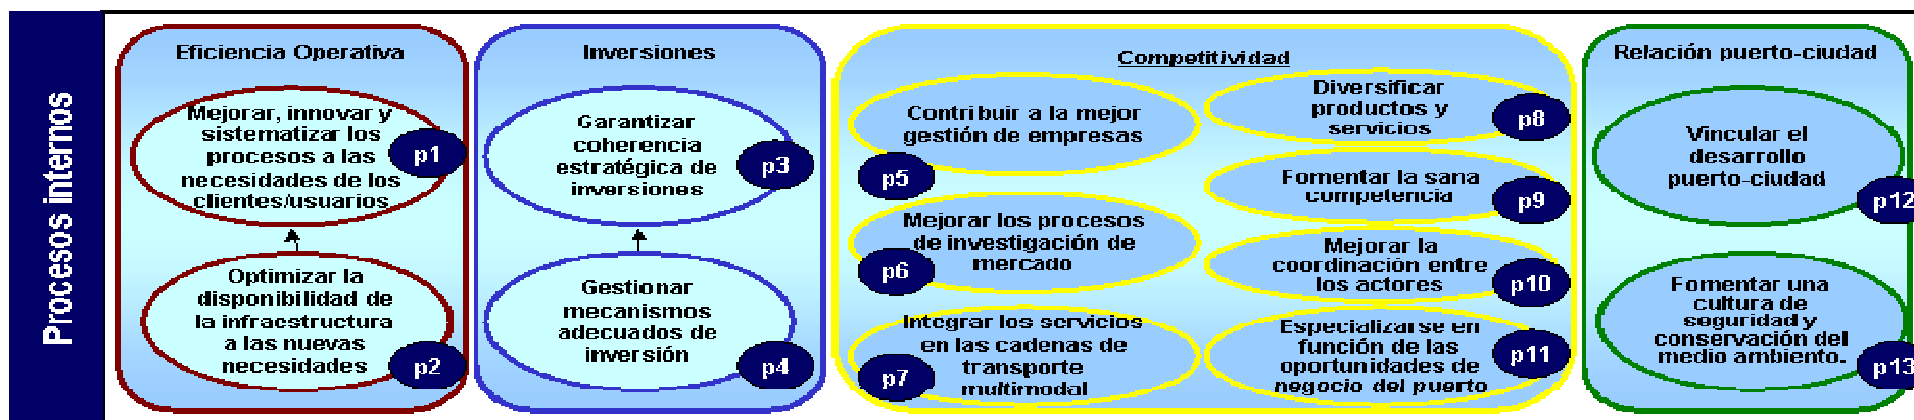 Procesos internos
Eficiencia Operativa
Mejorar, innovar y
sistematizar los
procesos a las
necesidades de los
clientes/usuarios
p1
Optimizar la
disponibilidad de
la infraestructura
a las nuevas
necesidades
p2
Inversiones
Garantizar
coherencia
estratégica de
inversiones
p3
Gestionar
mecanismos
adecuados de
inversión
p4
Competitividad
Contribuir a la mejor
gestión de empresas
p5
Mejorar los procesos
de investigación de
mercado
p6
Integrar los servicios
en las cadenas de
transporte
multimodal
p7
Diversificar
productos y
servicios
p8
Fomentar la sana
competencia
p9
Mejorar la
coordinación entre
los actores
p10
Especializarse en
función de las
oportunidades de
negocio del puerto
p11
Relación puerto-ciudad
Vincular el
desarrollo
puerto-ciudad
p12
Fomentar una
cultura de
seguridad y
conservación del
medio ambiente.
p13